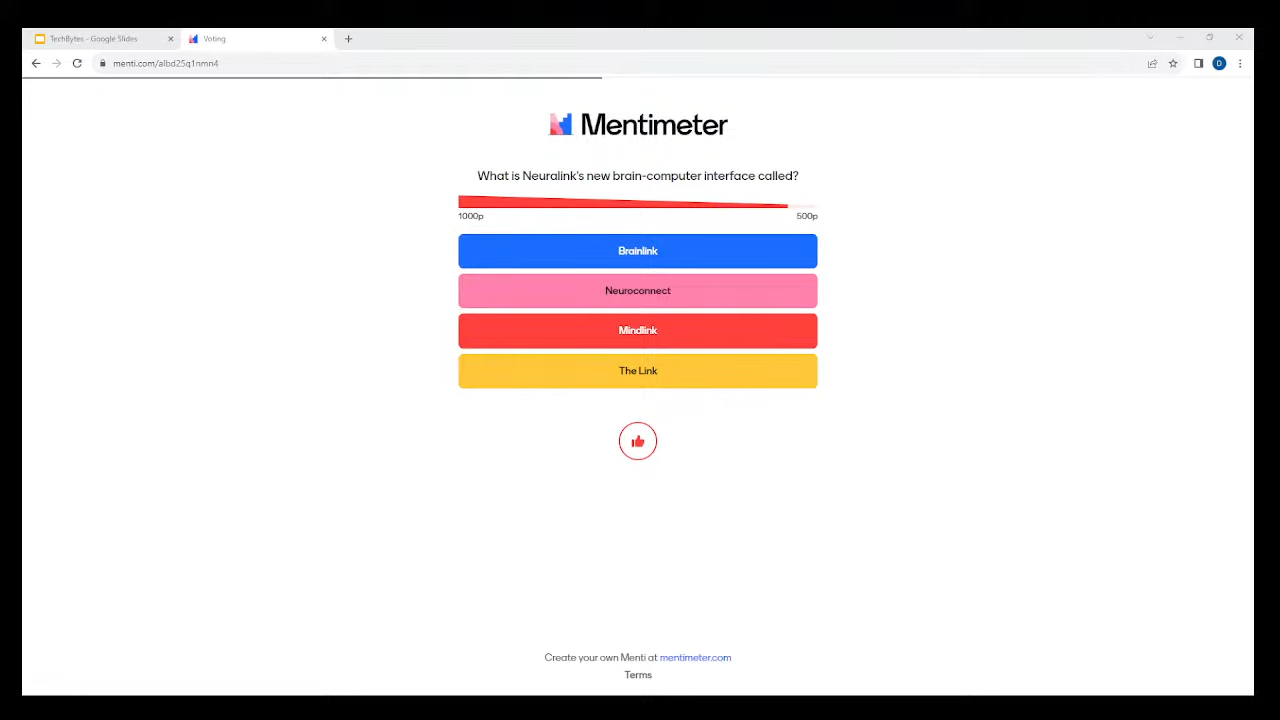 TechBytes - Google Slides
Voting
menti.com/albd25q1nmn4
D
Mentimeter
What is Neuralink's new brain-computer interface called?
1000p 500p
Brainlink
Neuroconnect
Mindlink
The Link
Create your own Menti at mentimeter.com
Terms